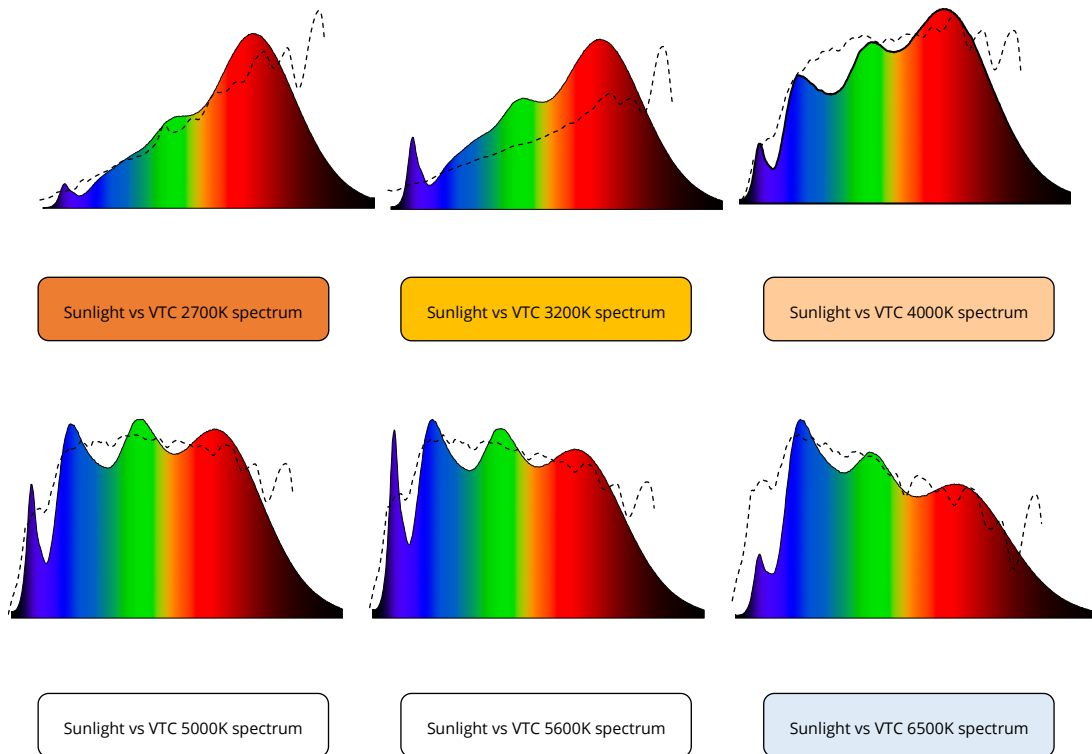 Sunlight vs VTC 2700K spectrum
Sunlight vs VTC 3200K spectrum
Sunlight vs VTC 4000K spectrum
Sunlight vs VTC 5000K spectrum
Sunlight vs VTC 5600K spectrum
Sunlight vs VTC 6500K spectrum